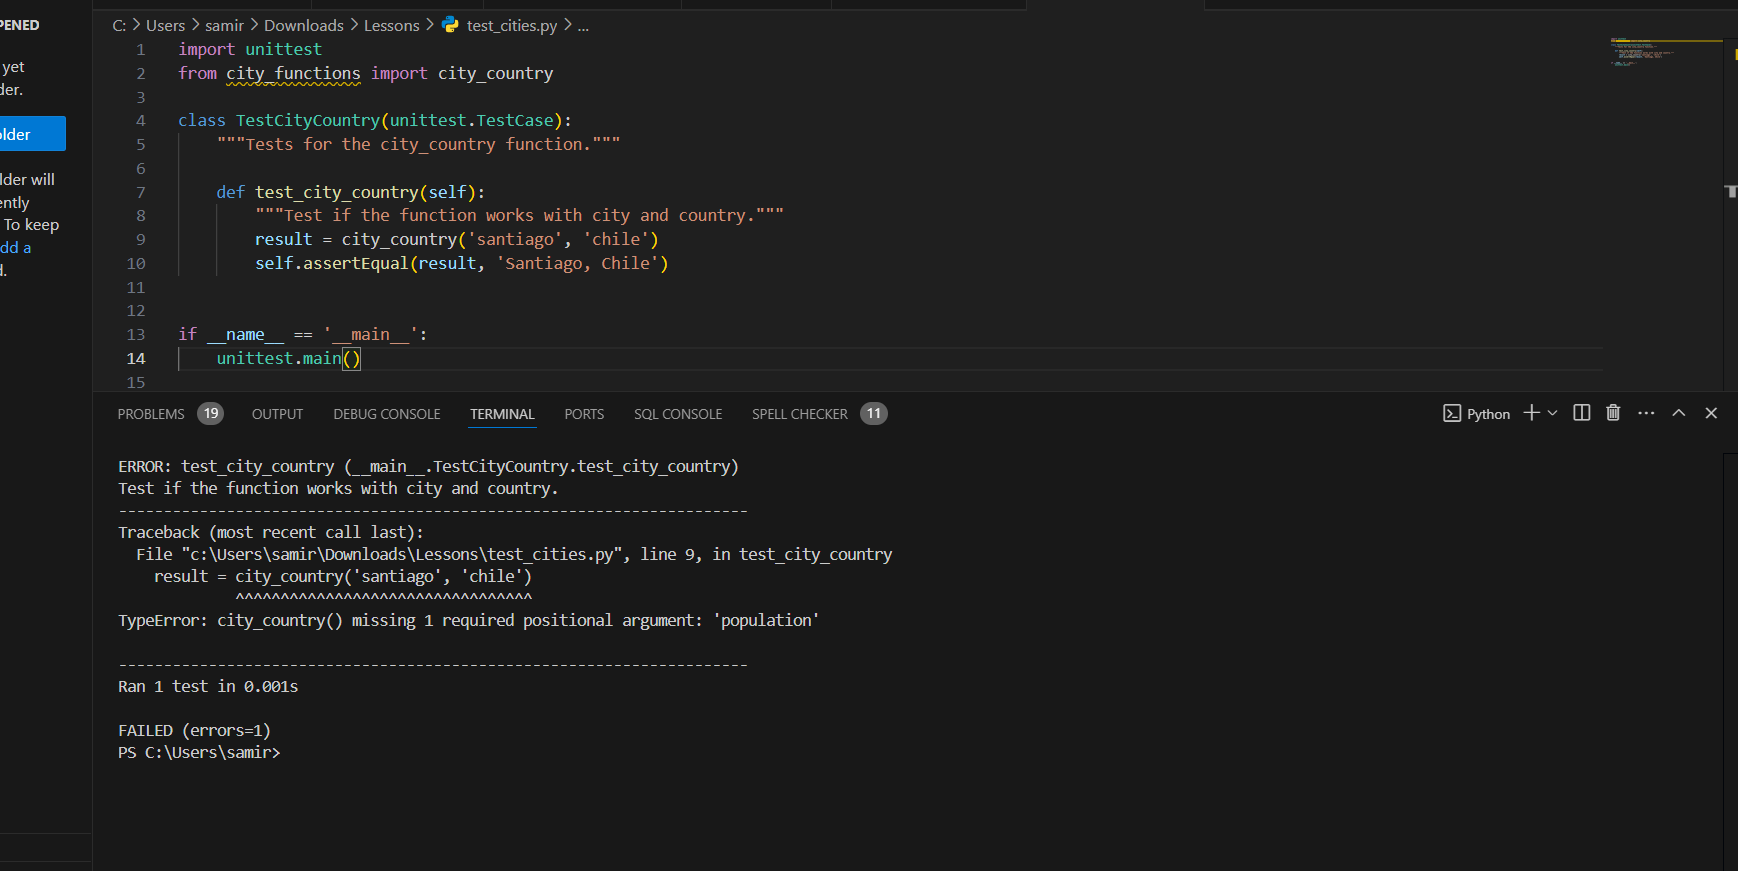 PENED
yet
der.
older
lder will
ently
To keep
dd a
d.
C: > Users > samir > Downloads > Lessons > test_cities.py > ...
1 import unittest
2 from city_functions import city_country
3
4 class TestCityCountry(unittest.TestCase):
5 """Tests for the city_country function."""
6
7 def test_city_country(self):
8 """Test if the function works with city and country."""
9 result = city_country('santiago', 'chile')
10 self.assertEqual(result, 'Santiago, Chile')
11
12
13 if __name__ == '__main__':
14 unittest.main()
15
PROBLEMS 19 OUTPUT DEBUG CONSOLE TERMINAL PORTS SQL CONSOLE SPELL CHECKER 11 Python
ERROR: test_city_country (__main__.TestCityCountry.test_city_country)
Test if the function works with city and country.
----------------------------------------------------------------------
Traceback (most recent call last):
File "c:\Users\samir\Downloads\Lessons\test_cities.py", line 9, in test_city_country
result = city_country('santiago', 'chile')
^^^^^^^^^^^^^^^^^^^^^^^^^^^^^^^^^
TypeError: city_country() missing 1 required positional argument: 'population'
----------------------------------------------------------------------
Ran 1 test in 0.001s
FAILED (errors=1)
PS C:\Users\samir>